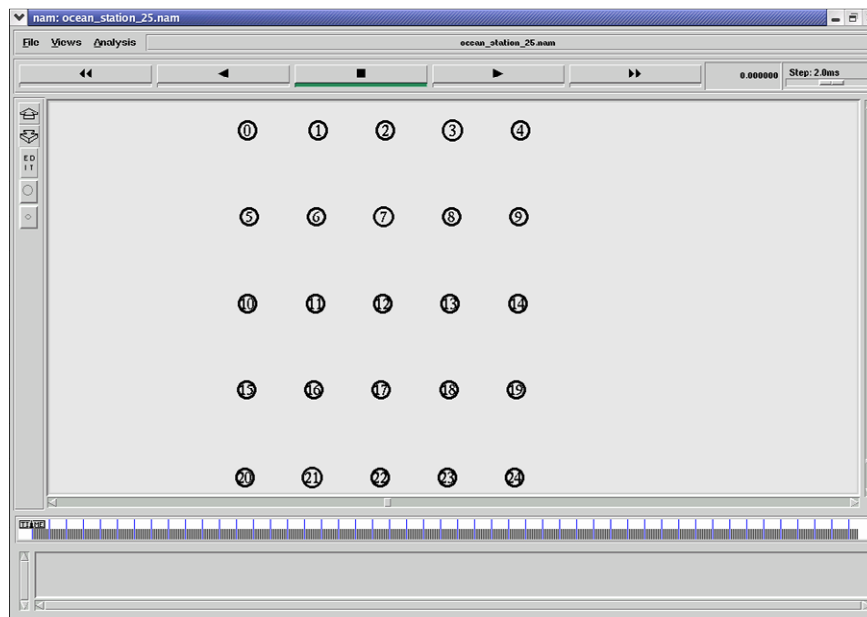 nam: ocean_station_25.nam
File Views Analysis ocean_station_25.nam
0.000000 Step: 2.0ms
0 1 2 3 4
ED
IT
5 6 7 8 9
10 11 12 13 14
15 16 17 18 19
20 21 22 23 24
TIME